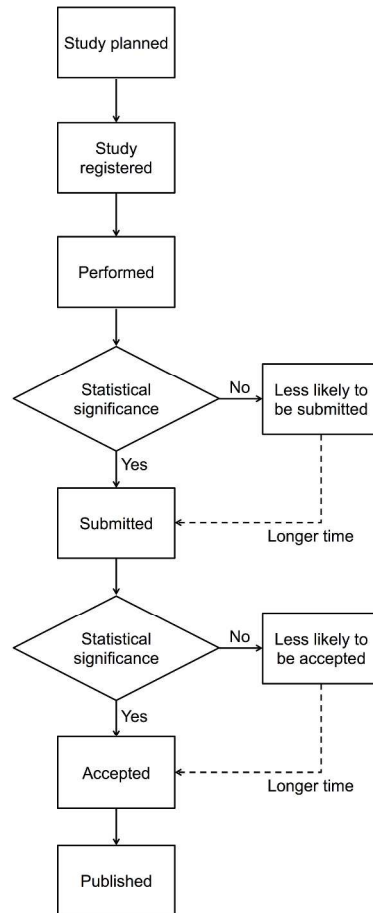 Study planned
Study
registered
Performed
Statistical
significance
No
Less likely to
be submitted
Yes
Submitted
Longer time
Statistical
significance
No
Less likely to
be accepted
Yes
Accepted
Longer time
Published